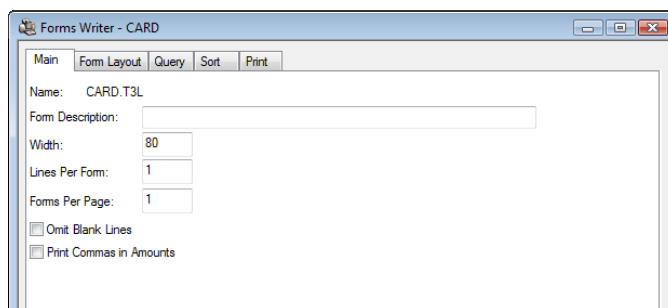 Forms Writer - CARD
Main Form Layout Query Sort Print
Name: CARD.T3L
Form Description:
Width: 80
Lines Per Form: 1
Forms Per Page: 1
Omit Blank Lines
Print Commas in Amounts